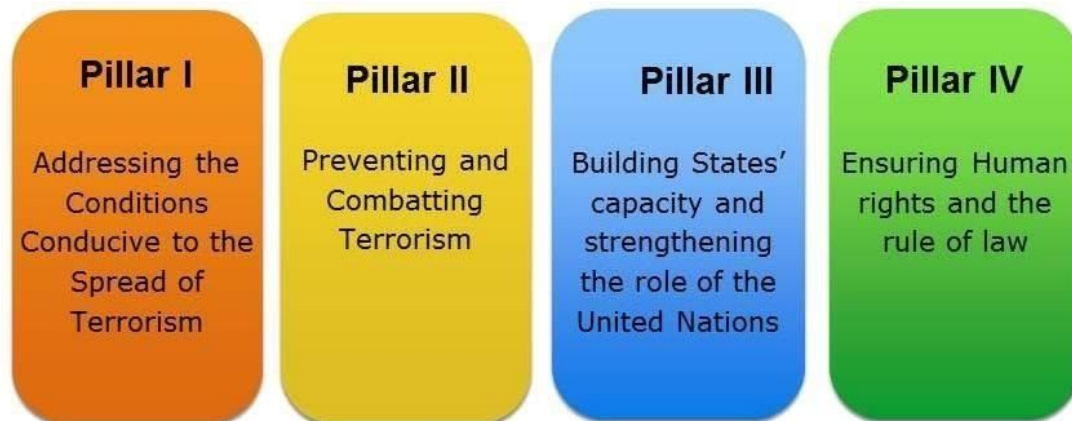 Pillar I
Addressing the
Conditions
Conducive to the
Spread of
Terrorism
Pillar II
Preventing and
Combatting
Terrorism
Pillar III
Building States’
capacity and
strengthening
the role of the
United Nations
Pillar IV
Ensuring Human
rights and the
rule of law